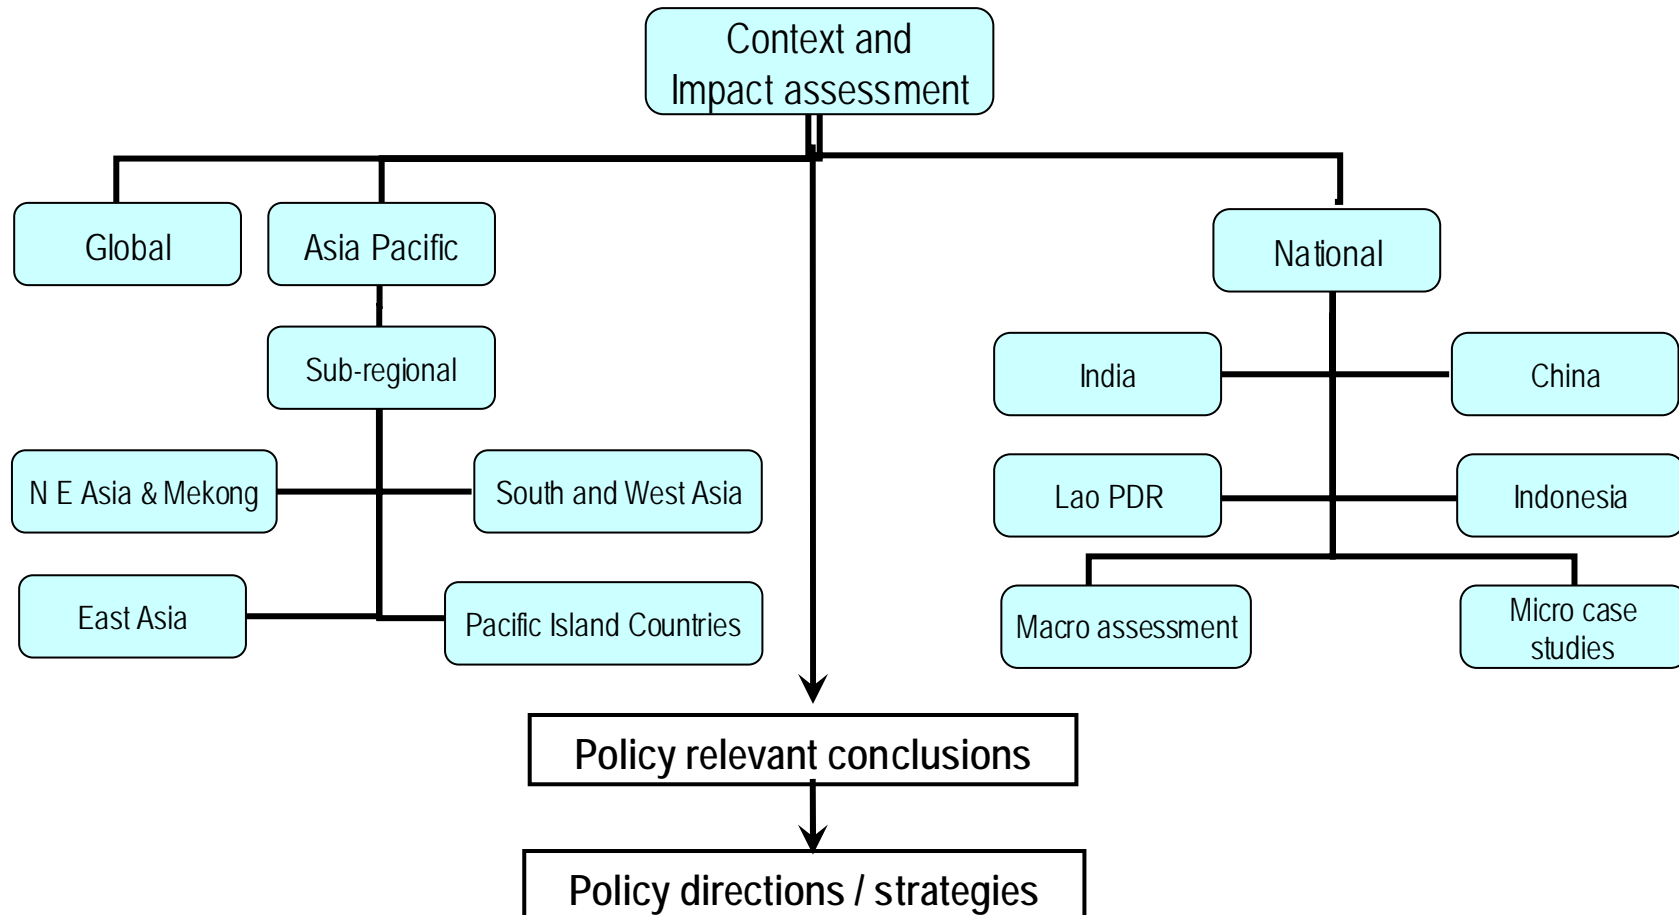 Context and
Impact assessment
Global
Asia Pacific
National
Sub-regional
India
China
N E Asia & Mekong
South and West Asia
Lao PDR
Indonesia
East Asia
Pacific Island Countries
Macro assessment
Micro case
studies
Policy relevant conclusions
Policy directions / strategies